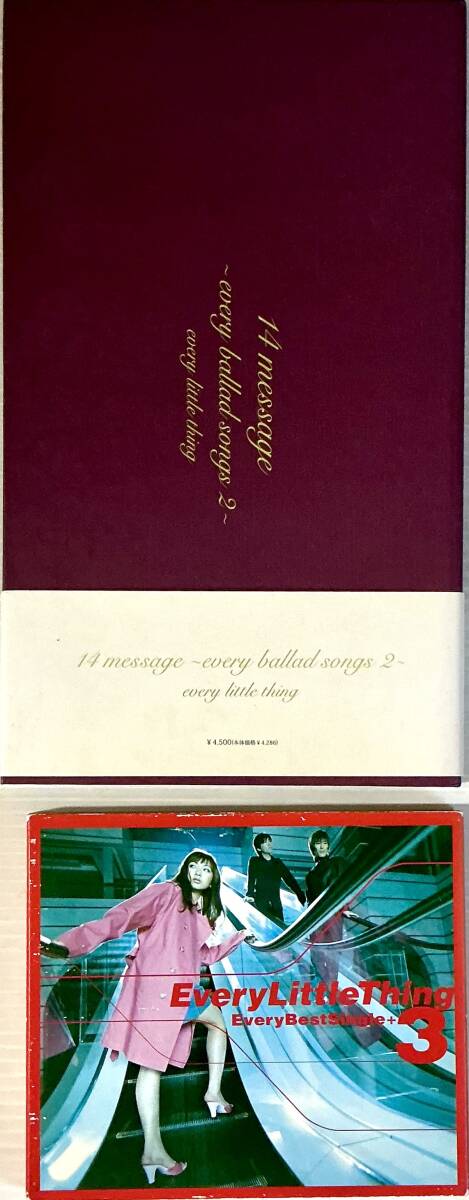 14 message
~every ballad songs 2~
every little thing
14 message ~every ballad songs 2~
every little thing
¥4,500(本体価格¥4,286)
EveryLittleThing
EveryBestSingle+3